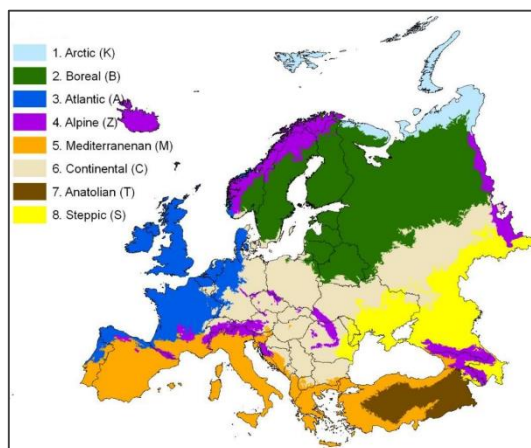 1. Arctic (K)
2. Boreal (B)
3. Atlantic (A)
4. Alpine (Z)
5. Mediterranenan (M)
6. Continental (C)
7. Anatolian (T)
8. Steppic (S)